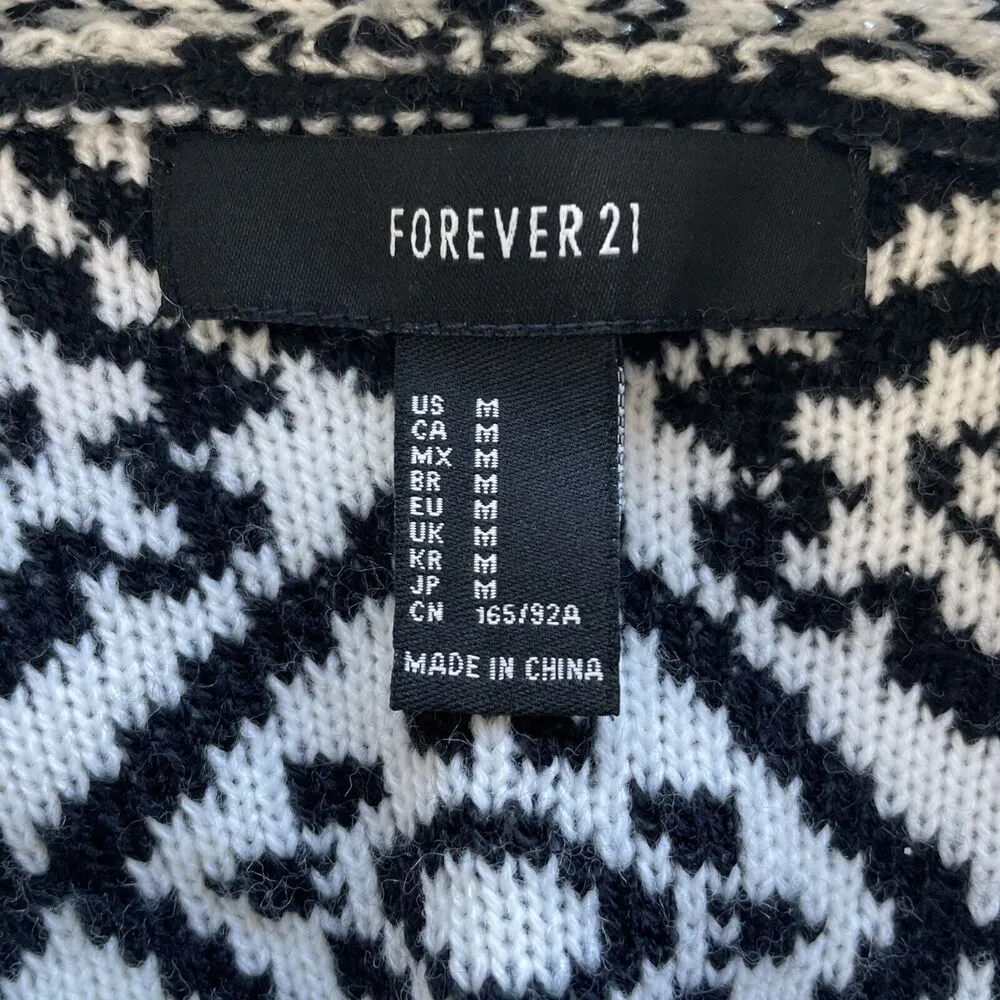 FOREVER 21
US M
CA M
MX M
BR M
EU M
UK M
KR M
JP M
CN 165/92A
MADE IN CHINA